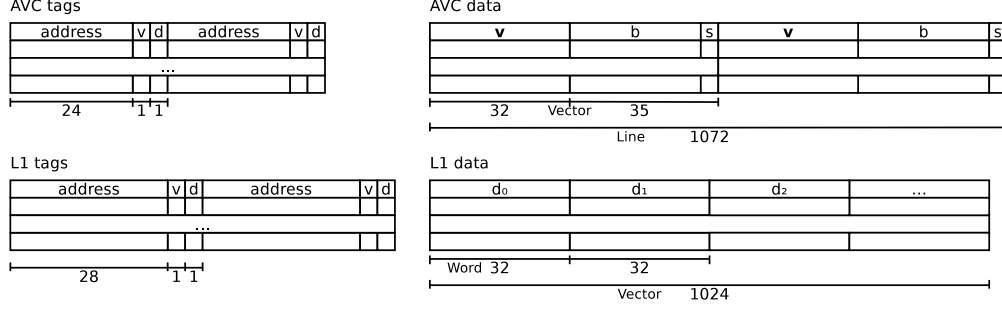 AVC tags
AVC data
address v d address v d
v b s v b s
...
24 1 1
32 Vector 35
Line 1072
L1 tags
L1 data
address v d address v d
d₀ d₁ d₂ ...
...
28 1 1
Word 32 32
Vector 1024